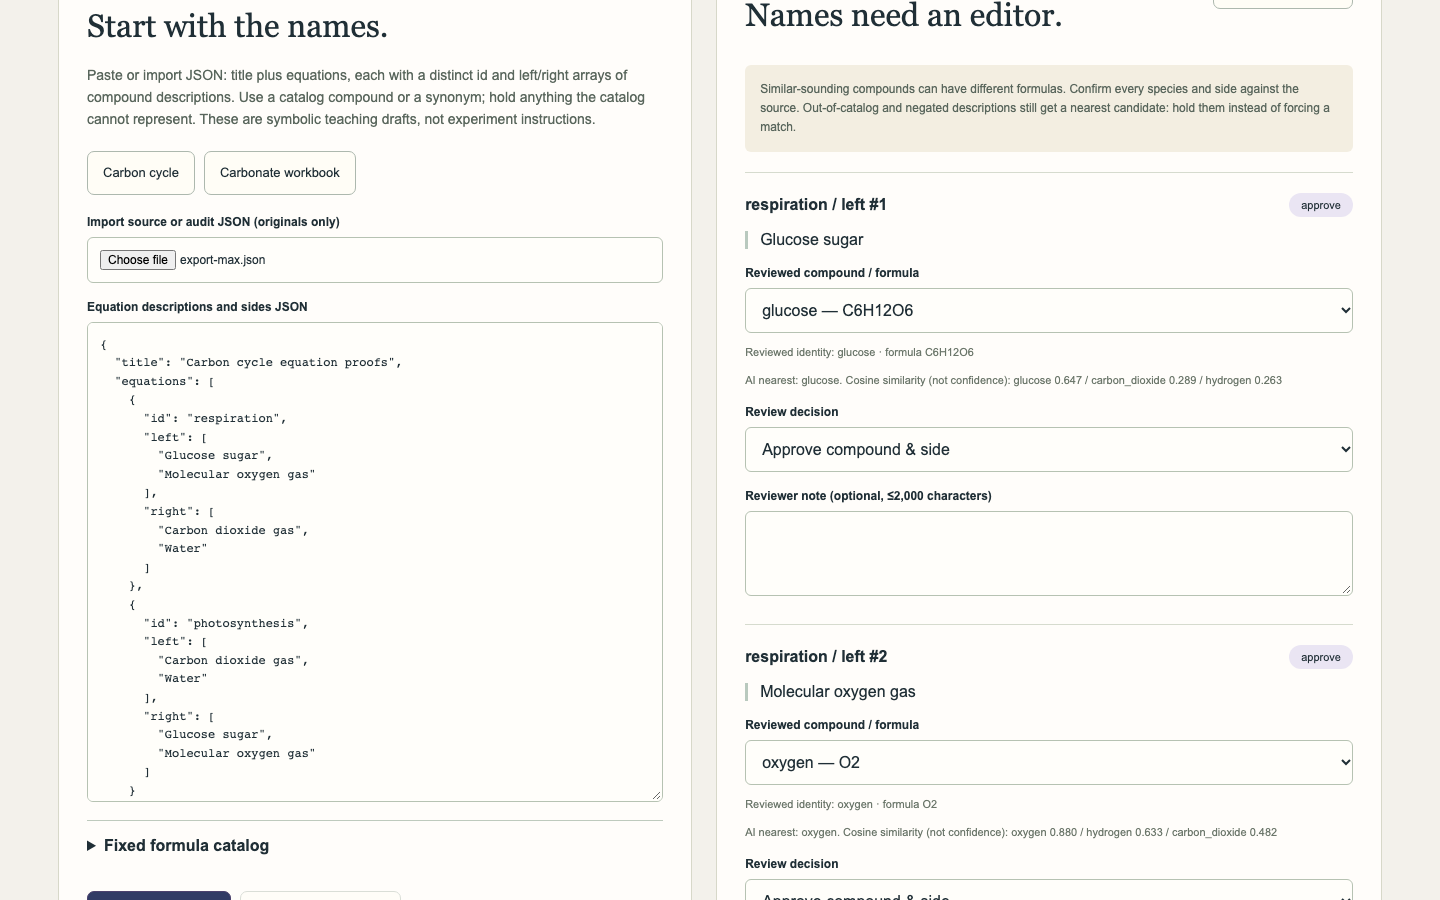 Start with the names.
Paste or import JSON: title plus equations, each with a distinct id and left/right arrays of
compound descriptions. Use a catalog compound or a synonym; hold anything the catalog
cannot represent. These are symbolic teaching drafts, not experiment instructions.
Carbon cycle
Carbonate workbook
Import source or audit JSON (originals only)
Choose file export-max.json
Equation descriptions and sides JSON
{
"title": "Carbon cycle equation proofs",
"equations": [
{
"id": "respiration",
"left": [
"Glucose sugar",
"Molecular oxygen gas"
],
"right": [
"Carbon dioxide gas",
"Water"
]
},
{
"id": "photosynthesis",
"left": [
"Carbon dioxide gas",
"Water"
],
"right": [
"Glucose sugar",
"Molecular oxygen gas"
]
}
Fixed formula catalog
Names need an editor.
Similar-sounding compounds can have different formulas. Confirm every species and side against the
source. Out-of-catalog and negated descriptions still get a nearest candidate: hold them instead of forcing a
match.
respiration / left #1
approve
Glucose sugar
Reviewed compound / formula
glucose — C6H12O6
Reviewed identity: glucose · formula C6H12O6
AI nearest: glucose. Cosine similarity (not confidence): glucose 0.647 / carbon_dioxide 0.289 / hydrogen 0.263
Review decision
Approve compound & side
Reviewer note (optional, ≤2,000 characters)
respiration / left #2
approve
Molecular oxygen gas
Reviewed compound / formula
oxygen — O2
Reviewed identity: oxygen · formula O2
AI nearest: oxygen. Cosine similarity (not confidence): oxygen 0.880 / hydrogen 0.633 / carbon_dioxide 0.482
Review decision
Approve compound & side